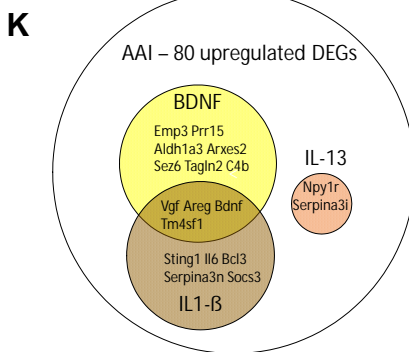 K
AAI – 80 upregulated DEGs
BDNF
Emp3 Prr15
Aldh1a3 Arxes2
Sez6 Tagln2 C4b
IL-13
Npy1r
Serpina3i
Vgf Areg Bdnf
Tm4sf1
Sting1 Il6 Bcl3
Serpina3n Socs3
IL1-ß